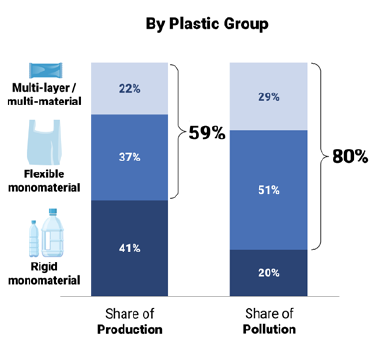 By Plastic Group
Multi-layer /
multi-material
22%
29%
59%
80%
Flexible
monomaterial
37%
51%
Rigid
monomaterial
41%
20%
Share of
Production
Share of
Pollution